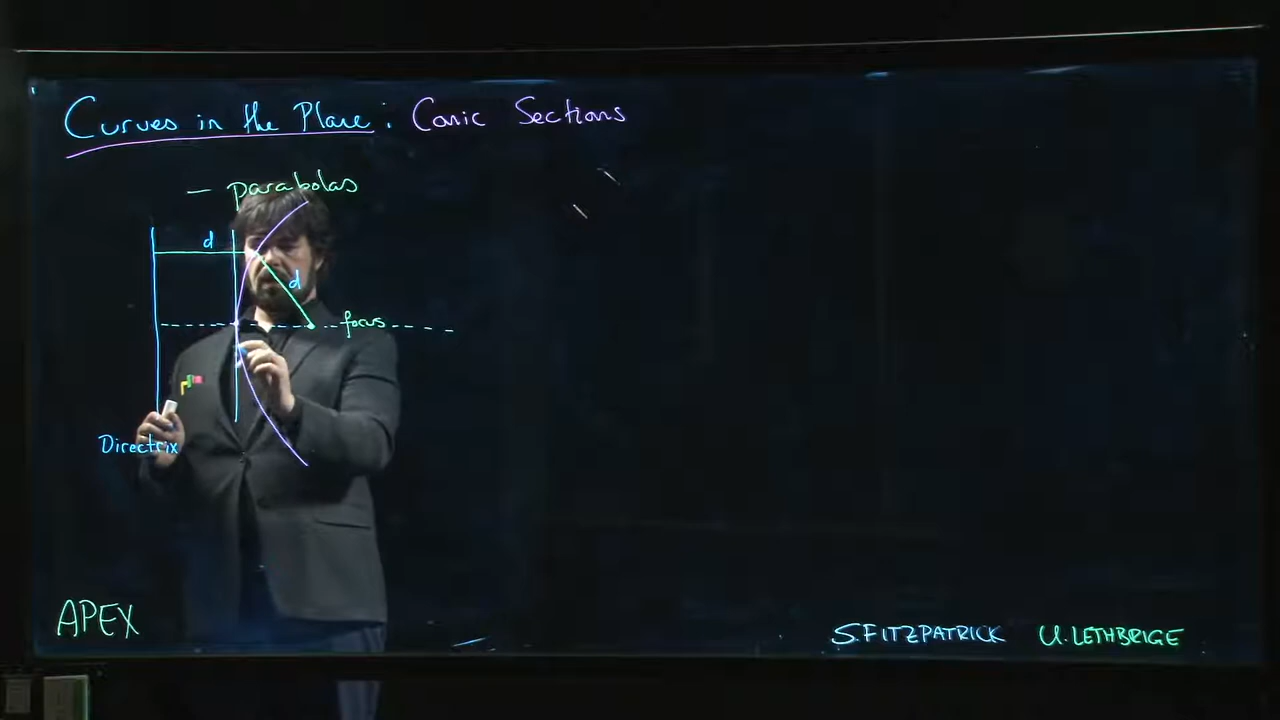 Curves in the Plane: Conic Sections
– parabolas
d
d
focus
Directrix
APEX
S.FITZPATRICK U.LETHBRIGE